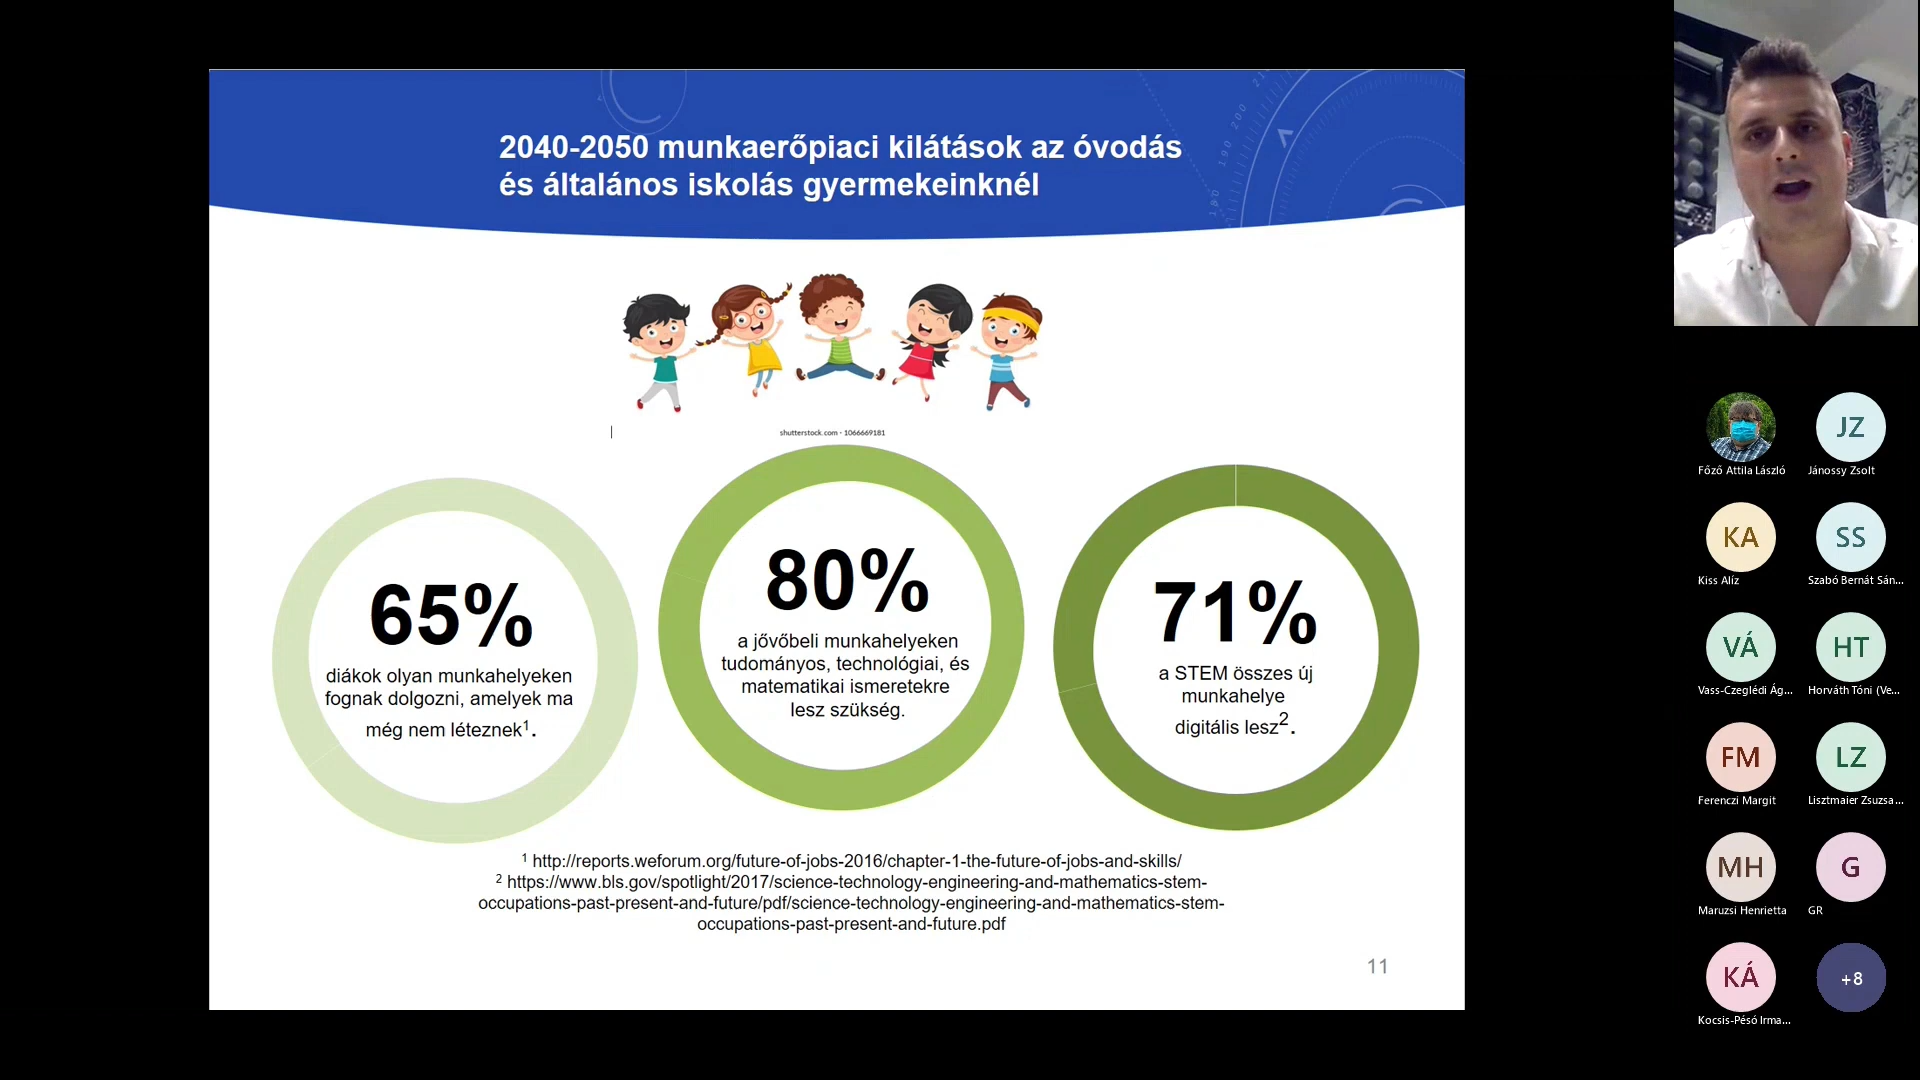 2040-2050 munkaerőpiaci kilátások az óvodás
és általános iskolás gyermekeinknél
shutterstock.com • 1066669181
65%
diákok olyan munkahelyeken
fognak dolgozni, amelyek ma
még nem léteznek¹.
80%
a jövőbeli munkahelyeken
tudományos, technológiai, és
matematikai ismeretekre
lesz szükség.
71%
a STEM összes új
munkahelye
digitális lesz².
¹ http://reports.weforum.org/future-of-jobs-2016/chapter-1-the-future-of-jobs-and-skills/
² https://www.bls.gov/spotlight/2017/science-technology-engineering-and-mathematics-stem-
occupations-past-present-and-future/pdf/science-technology-engineering-and-mathematics-stem-
occupations-past-present-and-future.pdf
11
190 200 210
160
Főző Attila László
JZ
Jánossy Zsolt
KA
Kiss Alíz
SS
Szabó Bernát Sán...
VÁ
Vass-Czeglédi Ág...
HT
Horváth Tóni (Ve...
FM
Ferenczi Margit
LZ
Lisztmaier Zsuzsa...
MH
Maruzsi Henrietta
G
GR
KÁ
Kocsis-Pésó Irma...
+8